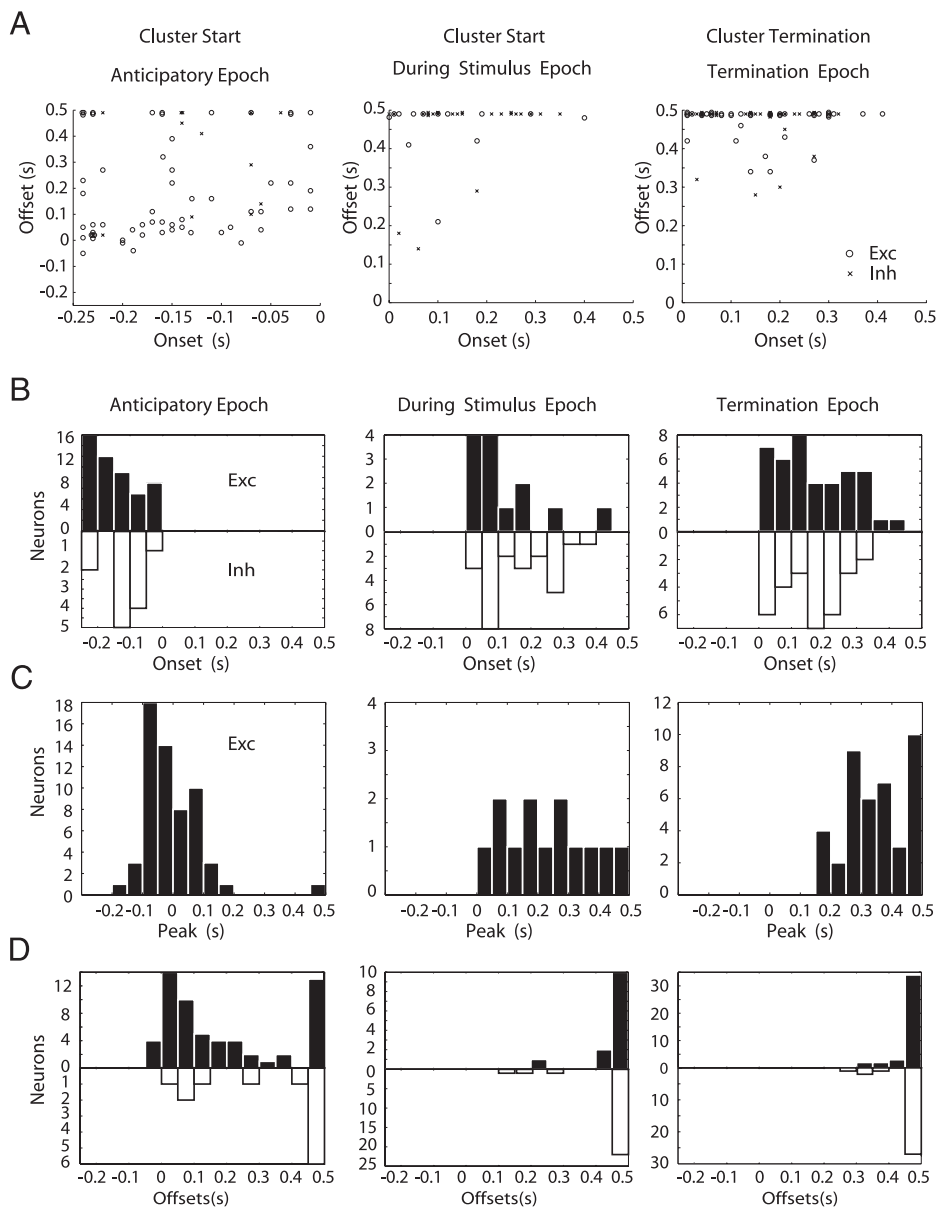 A
Cluster Start
Cluster Start
Cluster Termination
Anticipatory Epoch
During Stimulus Epoch
Termination Epoch
Offset (s)
0.5
0.4
0.3
0.2
0.1
0
-0.1
-0.2
-0.25
-0.2
-0.15
-0.1
-0.05
0
Onset (s)
Offset (s)
0.5
0.4
0.3
0.2
0.1
0
0
0.1
0.2
0.3
0.4
0.5
Onset (s)
Offset (s)
0.5
0.4
0.3
0.2
0.1
0
Exc
Inh
0
0.1
0.2
0.3
0.4
0.5
Onset (s)
B
Anticipatory Epoch
During Stimulus Epoch
Termination Epoch
Neurons
16
12
8
4
0
1
2
3
4
5
Exc
Inh
-0.2 -0.1 0 0.1 0.2 0.3 0.4 0.5
Onset (s)
4
3
2
1
0
2
4
6
8
-0.2 -0.1 0 0.1 0.2 0.3 0.4 0.5
Onset (s)
8
6
4
2
0
2
4
6
-0.2 -0.1 0 0.1 0.2 0.3 0.4 0.5
Onset (s)
C
Neurons
18
16
14
12
10
8
6
4
2
0
Exc
-0.2 -0.1 0 0.1 0.2 0.3 0.4 0.5
Peak (s)
4
3
2
1
0
-0.2 -0.1 0 0.1 0.2 0.3 0.4 0.5
Peak (s)
12
10
8
6
4
2
0
-0.2 -0.1 0 0.1 0.2 0.3 0.4 0.5
Peak (s)
D
Neurons
12
8
4
0
1
2
3
4
5
6
-0.2 -0.1 0 0.1 0.2 0.3 0.4 0.5
Offsets(s)
10
8
6
4
2
0
5
10
15
20
25
-0.2 -0.1 0 0.1 0.2 0.3 0.4 0.5
Offsets(s)
30
20
10
0
10
20
30
-0.2 -0.1 0 0.1 0.2 0.3 0.4 0.5
Offsets(s)